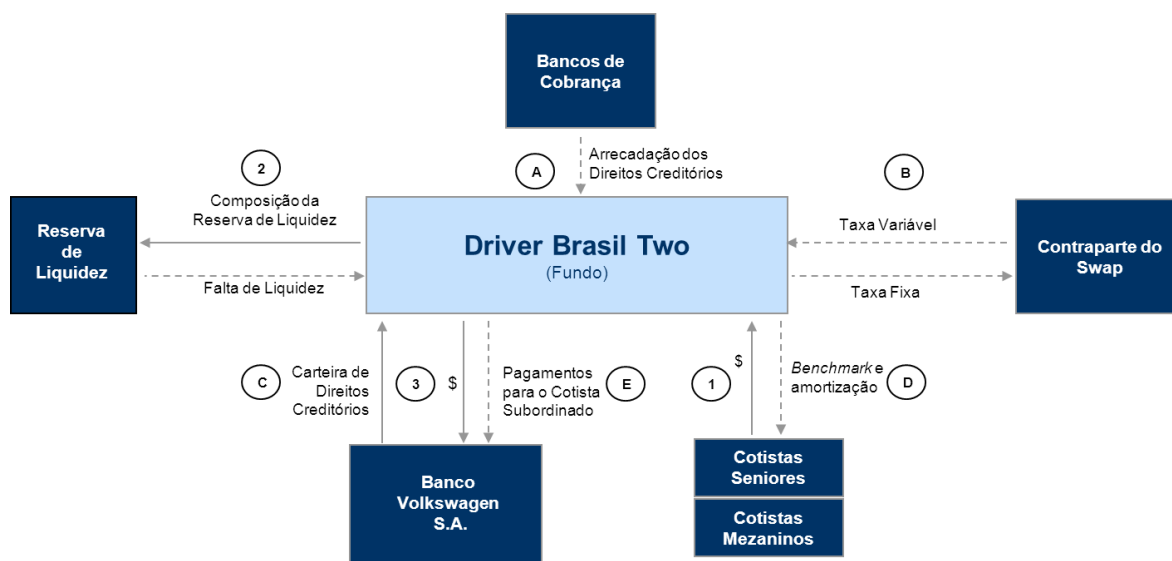 Bancos de
Cobrança
Arrecadação dos
Direitos Creditórios
A
2
B
Composição da
Reserva de Liquidez
Taxa Variável
Reserva
de
Liquidez
Driver Brasil Two
(Fundo)
Contraparte do
Swap
Falta de Liquidez
Taxa Fixa
C
Carteira de
Direitos
Creditórios
3
$
Pagamentos
para o Cotista
Subordinado
E
1
$
Benchmark e
amortização
D
Banco
Volkswagen
S.A.
Cotistas
Seniores
Cotistas
Mezaninos